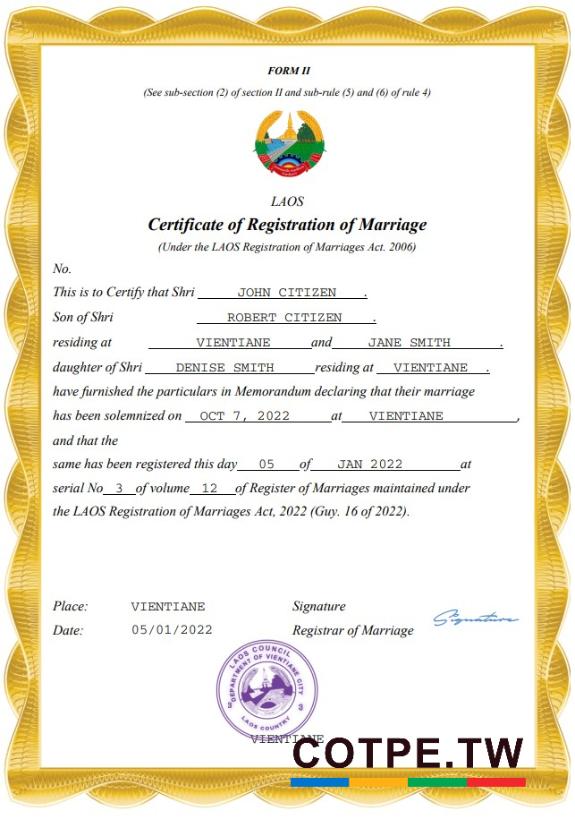 FORM II
(See sub-section (2) of section II and sub-rule (5) and (6) of rule 4)
LAOS
Certificate of Registration of Marriage
(Under the LAOS Registration of Marriages Act. 2006)
No.
This is to Certify that Shri JOHN CITIZEN .
Son of Shri ROBERT CITIZEN .
residing at VIENTIANE and JANE SMITH .
daughter of Shri DENISE SMITH residing at VIENTIANE .
have furnished the particulars in Memorandum declaring that their marriage
has been solemnized on OCT 7, 2022 at VIENTIANE ,
and that the
same has been registered this day 05 of JAN 2022 at
serial No 3 of volume 12 of Register of Marriages maintained under
the LAOS Registration of Marriages Act, 2022 (Guy. 16 of 2022).
Place: VIENTIANE Signature Signature
Date: 05/01/2022 Registrar of Marriage
LAOS COUNCIL
DEPARTMENT OF VIENTIANE CITY
LAOS COUNTRY
VIENTIANE
COTPE.TW